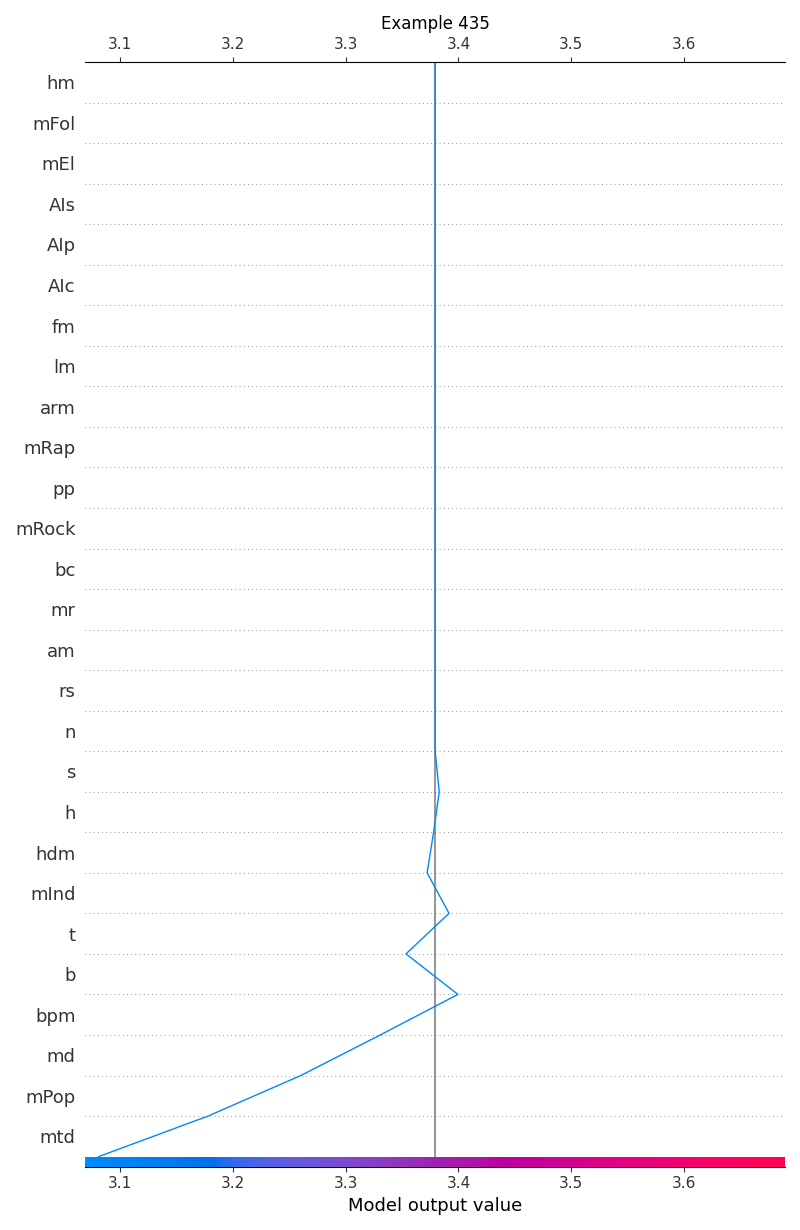 Example 435
3.1 3.2 3.3 3.4 3.5 3.6
hm
mFol
mEl
AIs
AIp
AIc
fm
lm
arm
mRap
pp
mRock
bc
mr
am
rs
n
s
h
hdm
mInd
t
b
bpm
md
mPop
mtd
3.1 3.2 3.3 3.4 3.5 3.6
Model output value